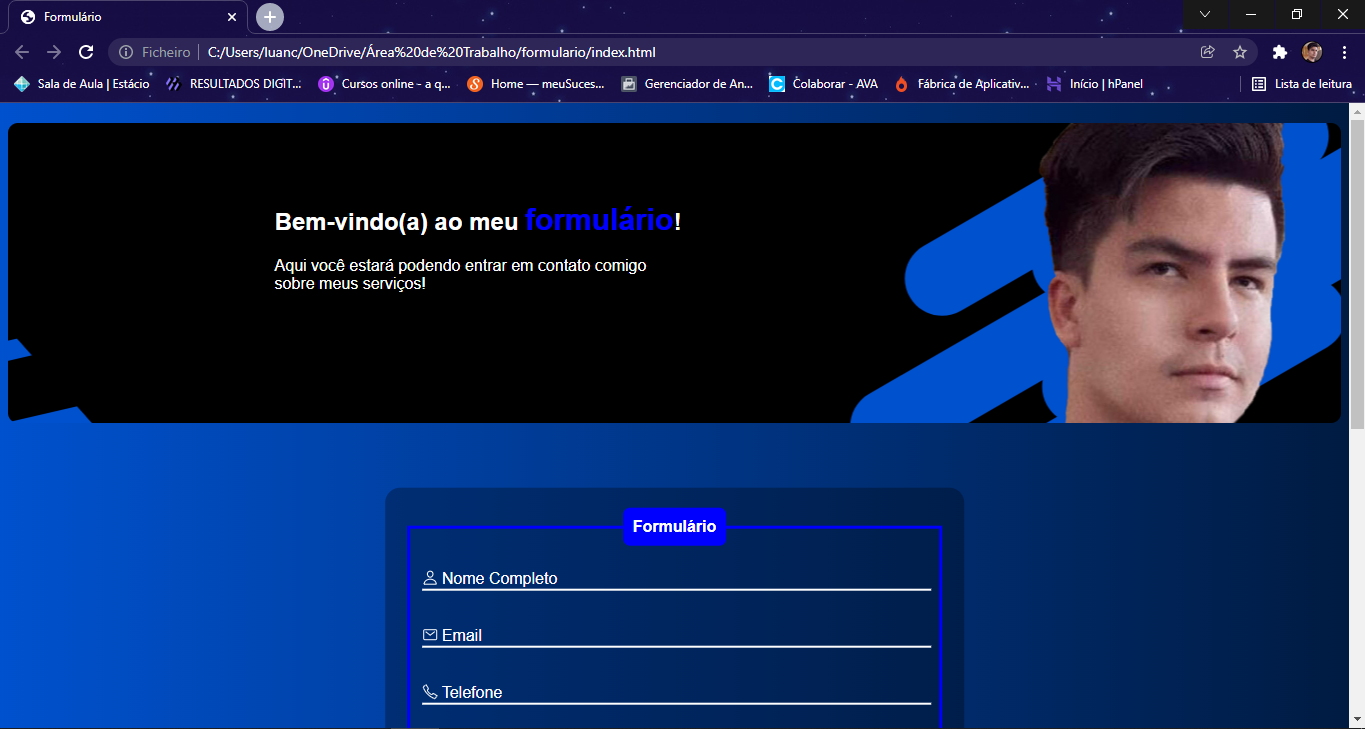 Formulário
Ficheiro
C:/Users/luanc/OneDrive/Área%20de%20Trabalho/formulario/index.html
Sala de Aula | Estácio
RESULTADOS DIGIT...
Cursos online - a q...
Home — meuSuces...
Gerenciador de An...
Colaborar - AVA
Fábrica de Aplicativ...
Início | hPanel
Lista de leitura
Bem-vindo(a) ao meu formulário!
Aqui você estará podendo entrar em contato comigo
sobre meus serviços!
Formulário
Nome Completo
Email
Telefone